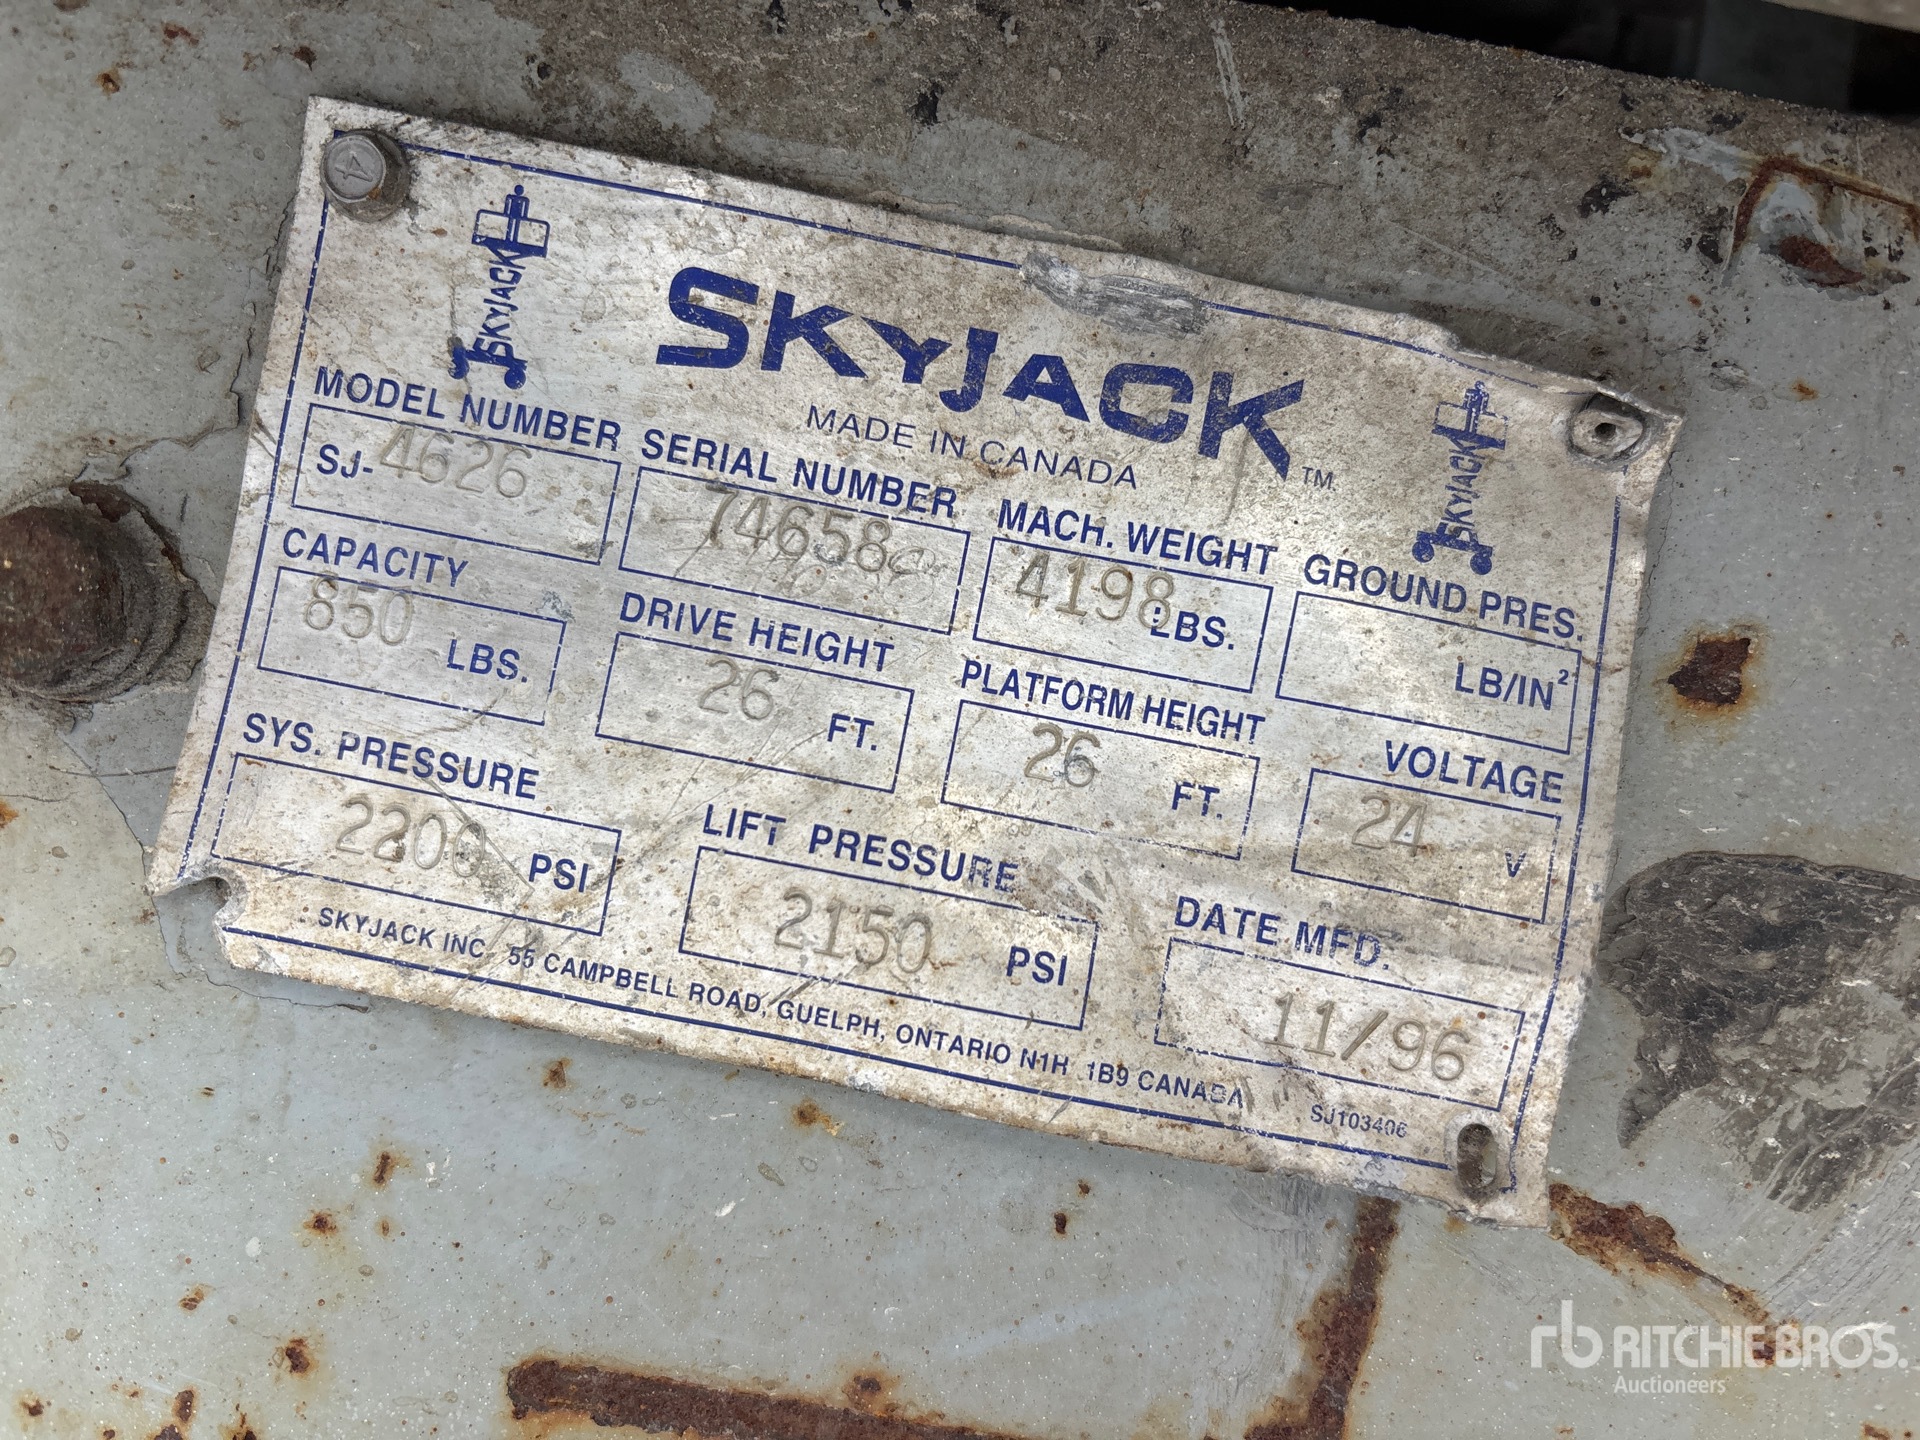 4
SKYJACK
SKYJACK
SKYJACK
TM
MADE IN CANADA
MODEL NUMBER
SJ-4626
SERIAL NUMBER
74658
MACH. WEIGHT
4198 LBS.
GROUND PRES.
LB/IN²
CAPACITY
850 LBS.
DRIVE HEIGHT
26 FT.
PLATFORM HEIGHT
26 FT.
VOLTAGE
24 V
SYS. PRESSURE
2200 PSI
LIFT PRESSURE
2150 PSI
DATE MFD.
11/96
SKYJACK INC. 55 CAMPBELL ROAD, GUELPH, ONTARIO N1H 1B9 CANADA
SJ103406
rb RITCHIE BROS.
Auctioneers